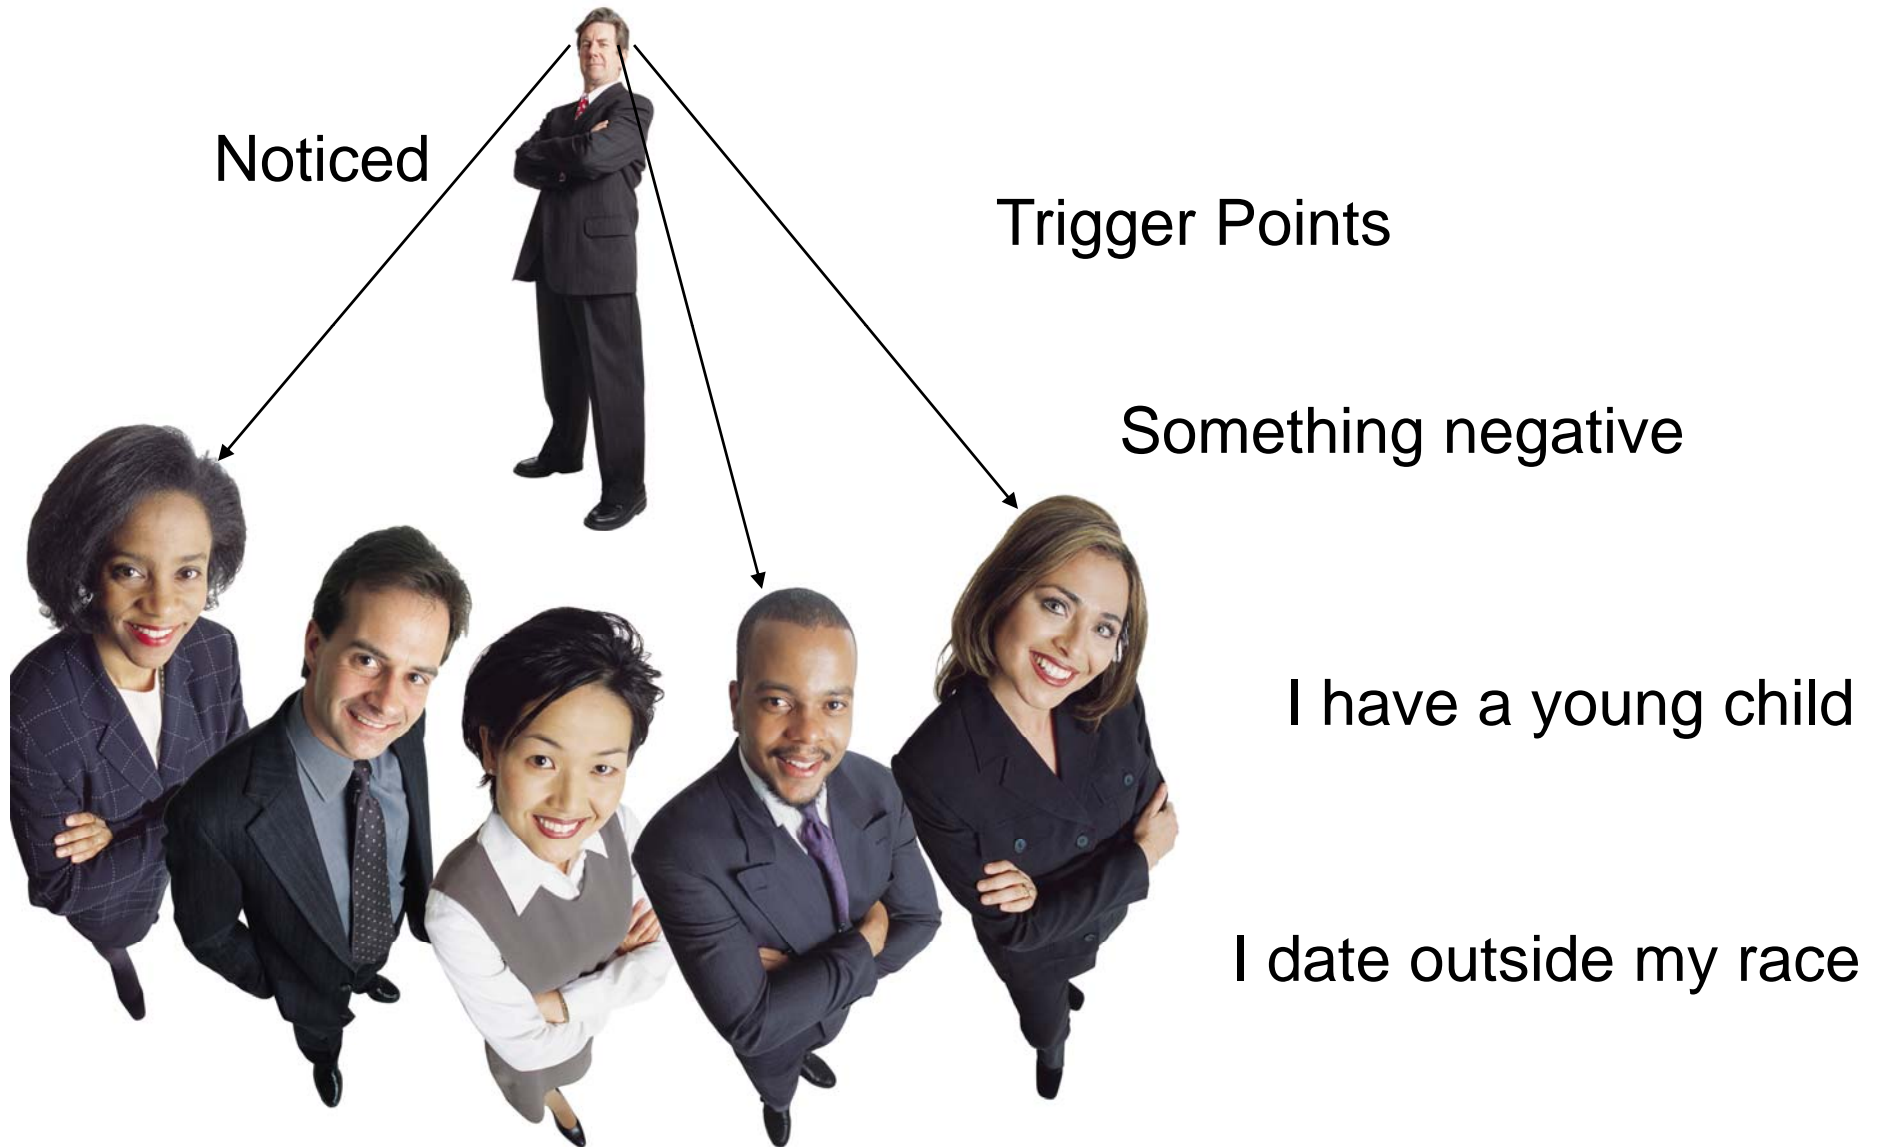 Noticed
Trigger Points
Something negative
I have a young child
I date outside my race